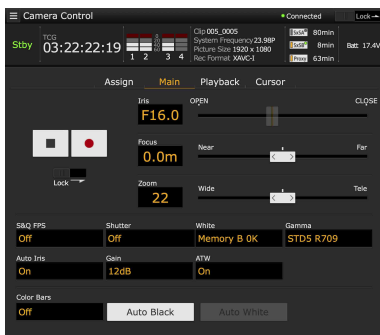 Camera Control
Connected
Lock
Stby
TCG
03:22:22:19
1 2 3 4
Clip 005_0005
System Frequency 23.98P
Picture Size 1920 x 1080
Rec Format XAVC-I
80min
8min
Proxy 63min
Batt 17.4V
Assign Main Playback Cursor
Iris
F16.0
OPEN
CLOSE
Focus
0.0m
Near
Far
Lock
Zoom
22
Wide
Tele
S&Q FPS
Off
Shutter
Off
White
Memory B 0K
Gamma
STD5 R709
Auto Iris
On
Gain
12dB
ATW
On
Color Bars
Off
Auto Black
Auto White